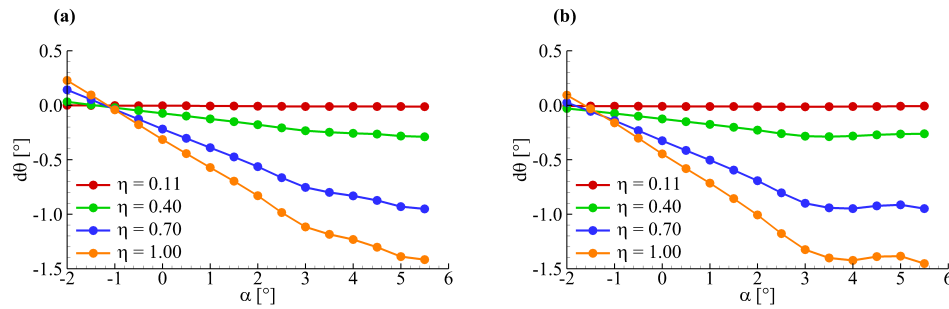 (a)
0.5
0.0
-0.5
-1.0
-1.5
dθ [°]
η = 0.11
η = 0.40
η = 0.70
η = 1.00
-2 -1 0 1 2 3 4 5 6
α [°]
(b)
0.5
0.0
-0.5
-1.0
-1.5
dθ [°]
η = 0.11
η = 0.40
η = 0.70
η = 1.00
-2 -1 0 1 2 3 4 5 6
α [°]